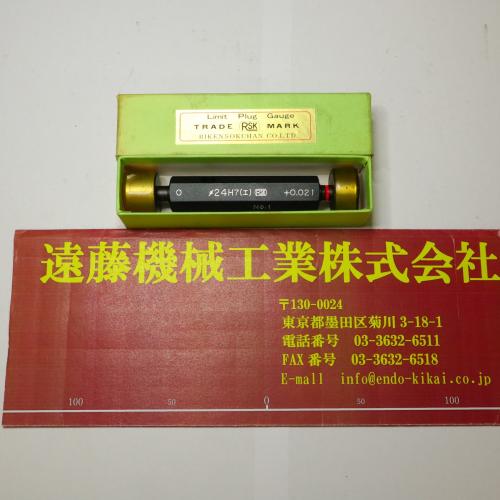 Limit Plug Gauge
TRADE RSK MARK
RIKENSOKUHAN CO.,LTD.
0 ⌀24H7(エ) RSK +0.021
No.1
遠藤機械工業株式会社
〒130-0024
東京都墨田区菊川 3-18-1
電話番号 03-3632-6511
FAX 番号 03-3632-6518
E-mall info@endo-kikai.co.jp
100 50 0 50 100